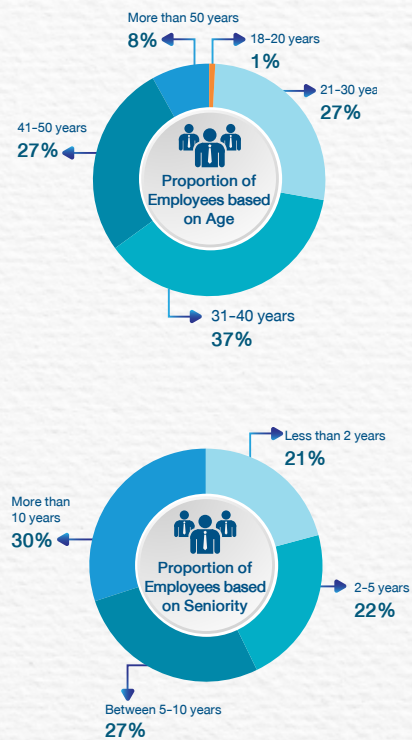 More than 50 years
8%
18-20 years
1%
21-30 yea
27%
41-50 years
27%
Proportion of
Employees based
on Age
31-40 years
37%
Less than 2 years
21%
More than
10 years
30%
Proportion of
Employees based
on Seniority
2-5 years
22%
Between 5-10 years
27%